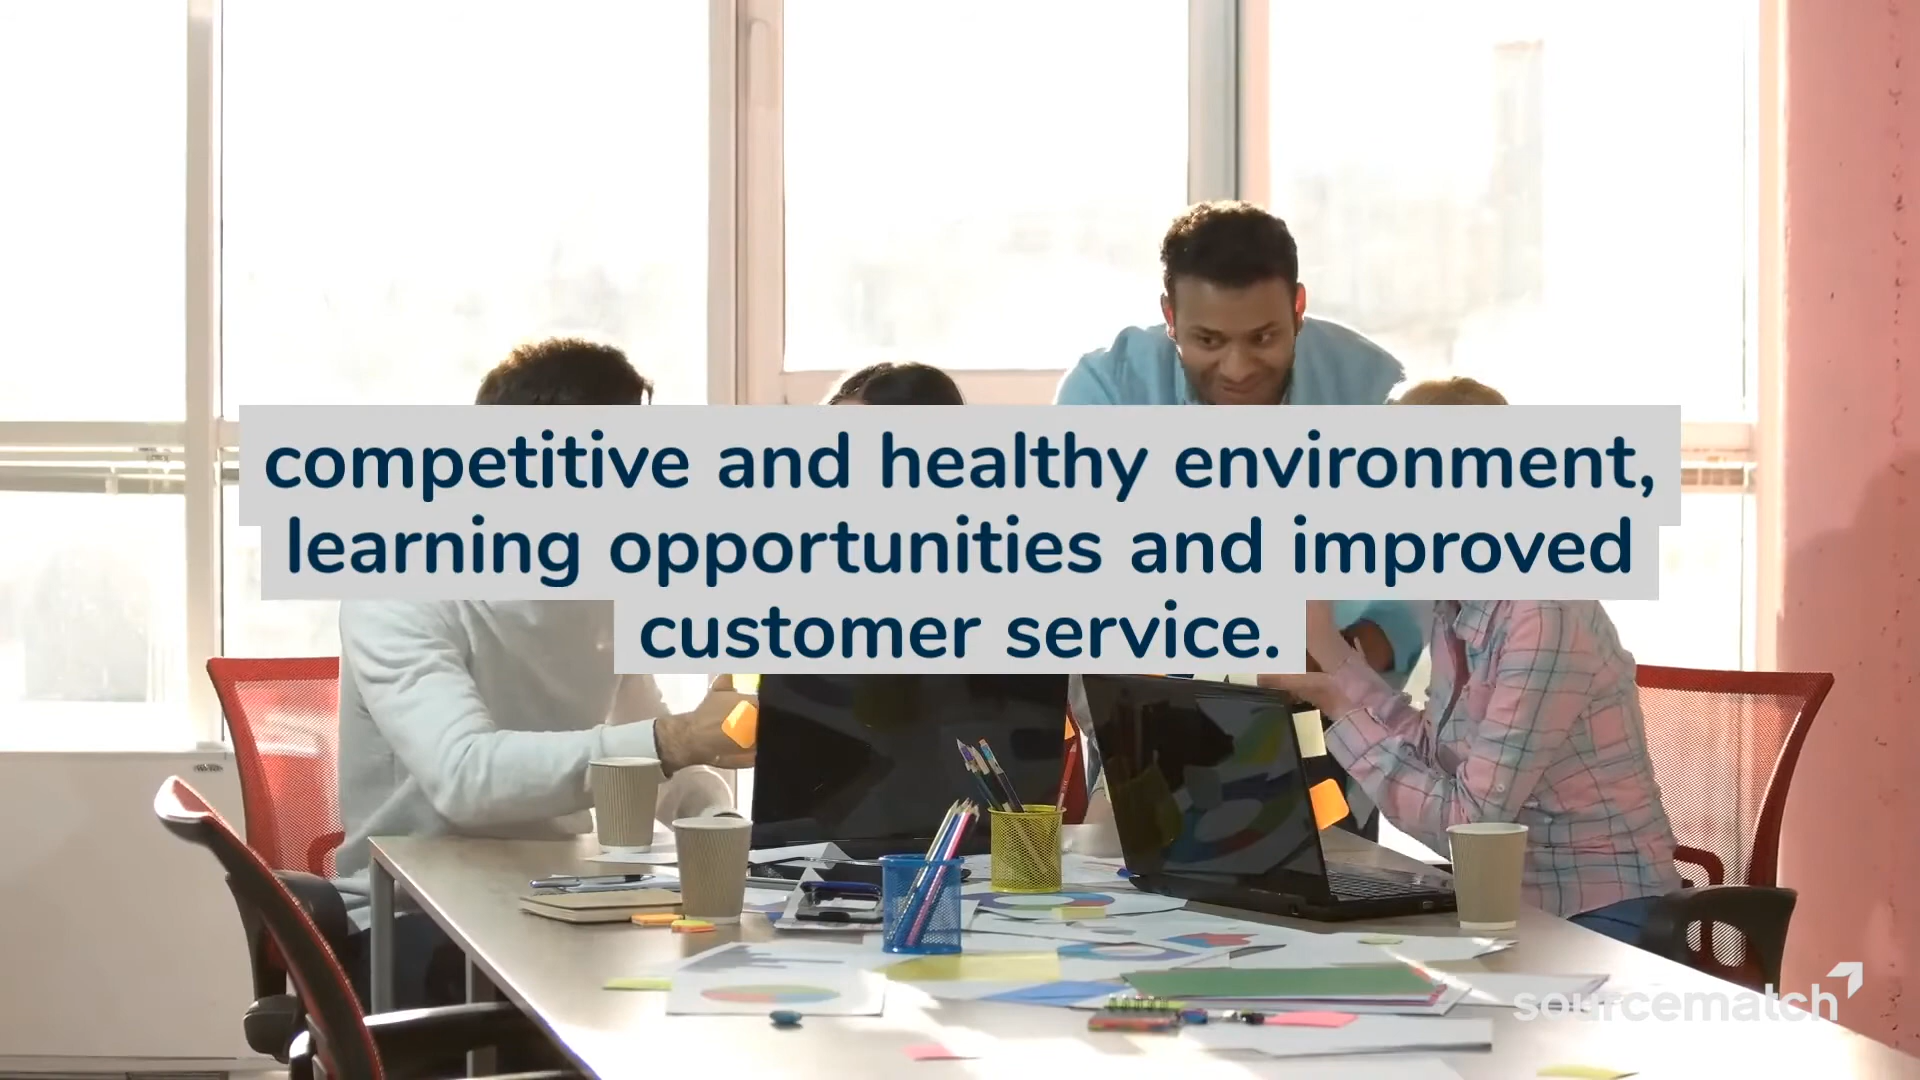 competitive and healthy environment,
learning opportunities and improved
customer service.
sourcematch